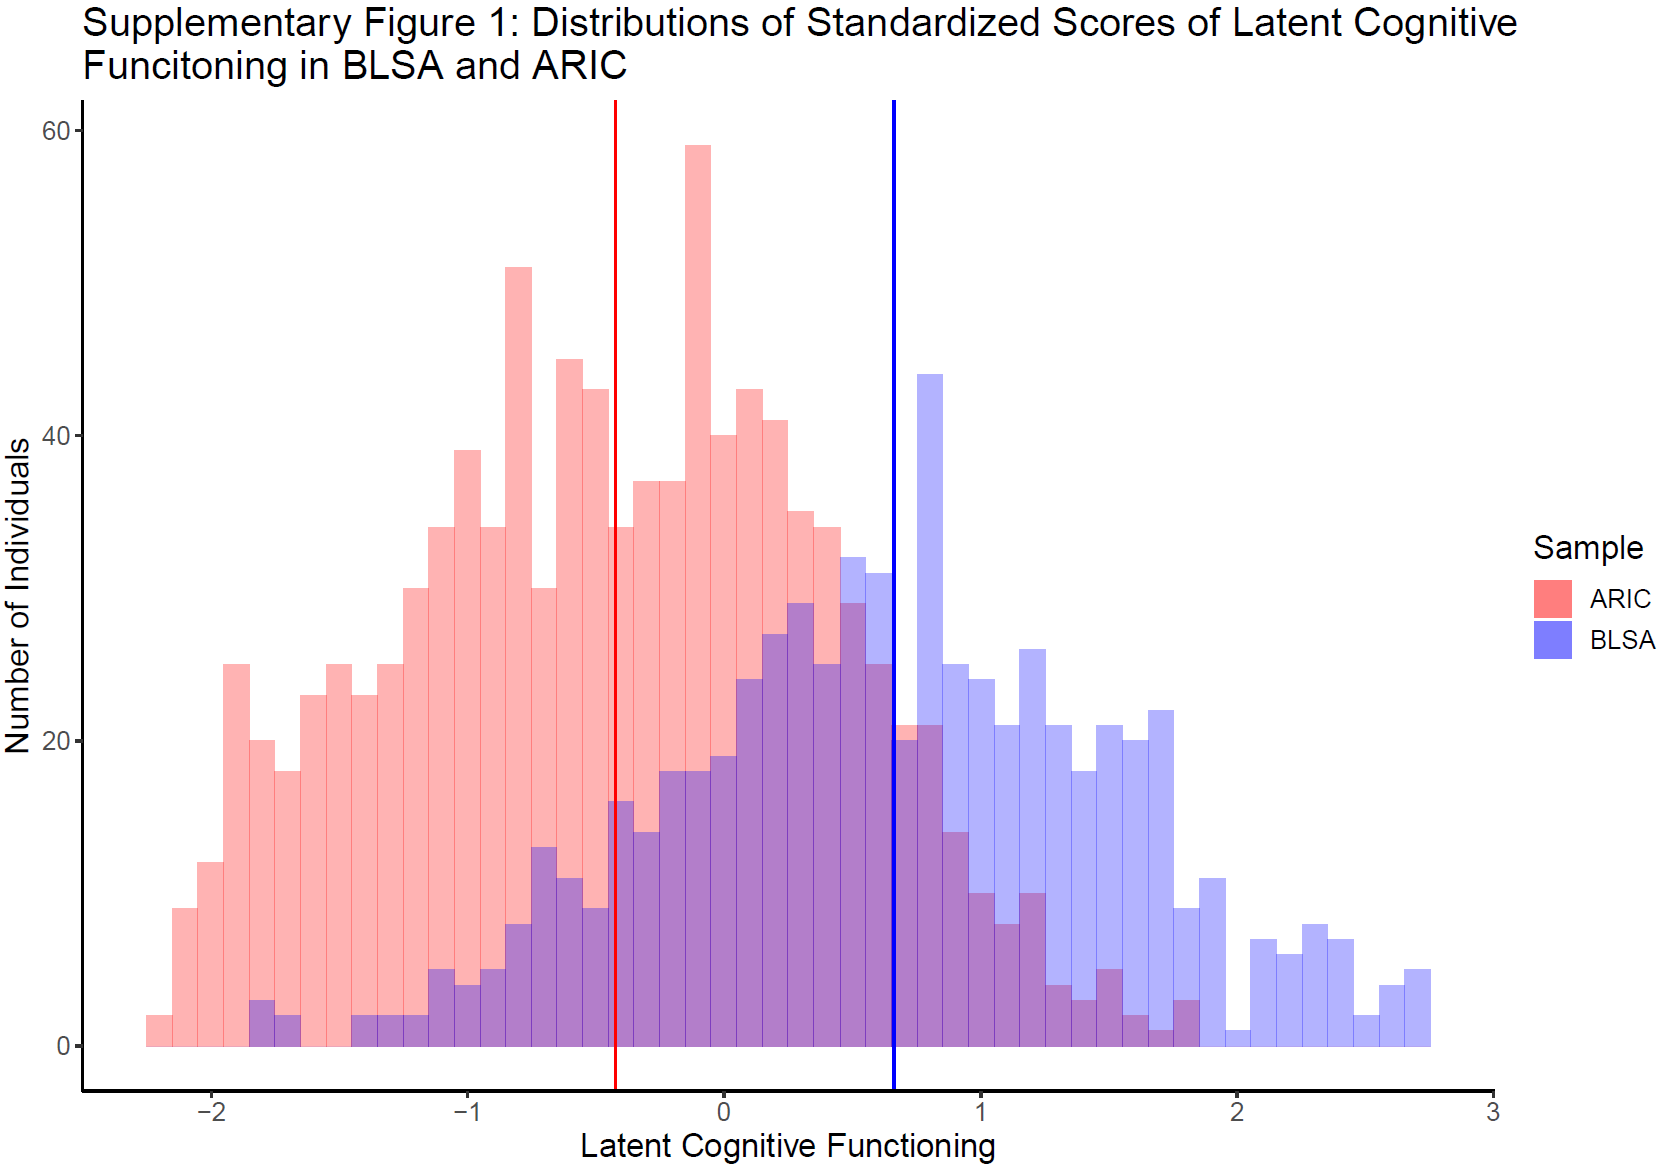 Supplementary Figure 1: Distributions of Standardized Scores of Latent Cognitive
Funcitoning in BLSA and ARIC
60
40
20
0
Number of Individuals
−2 −1 0 1 2 3
Latent Cognitive Functioning
Sample
ARIC
BLSA